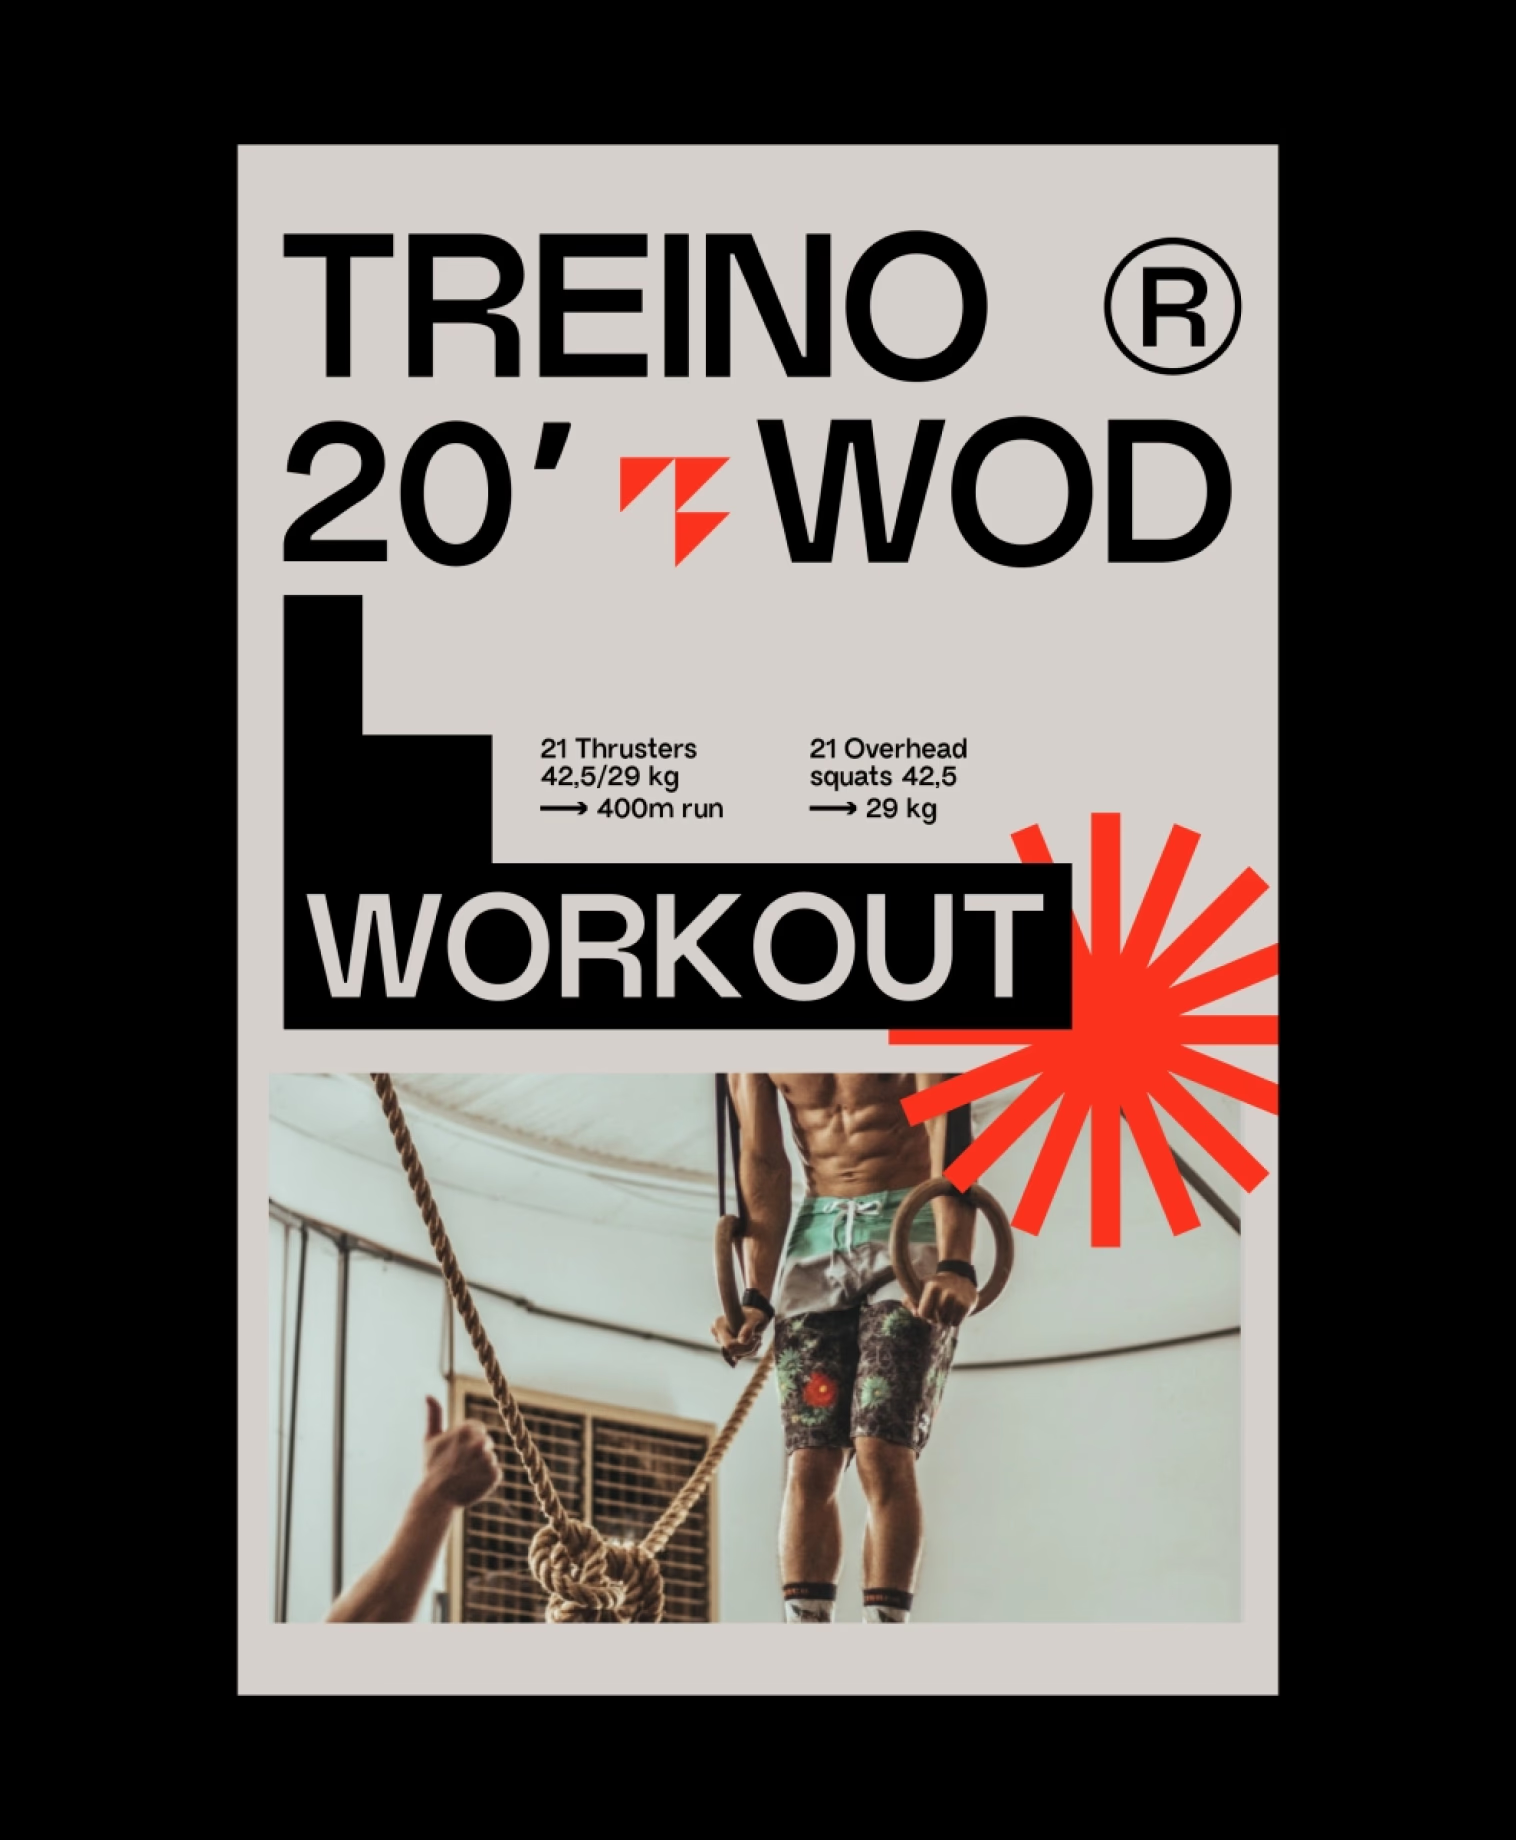 TREINO ®
20’ WOD
21 Thrusters
42,5/29 kg
→ 400m run
21 Overhead
squats 42,5
→ 29 kg
WORKOUT